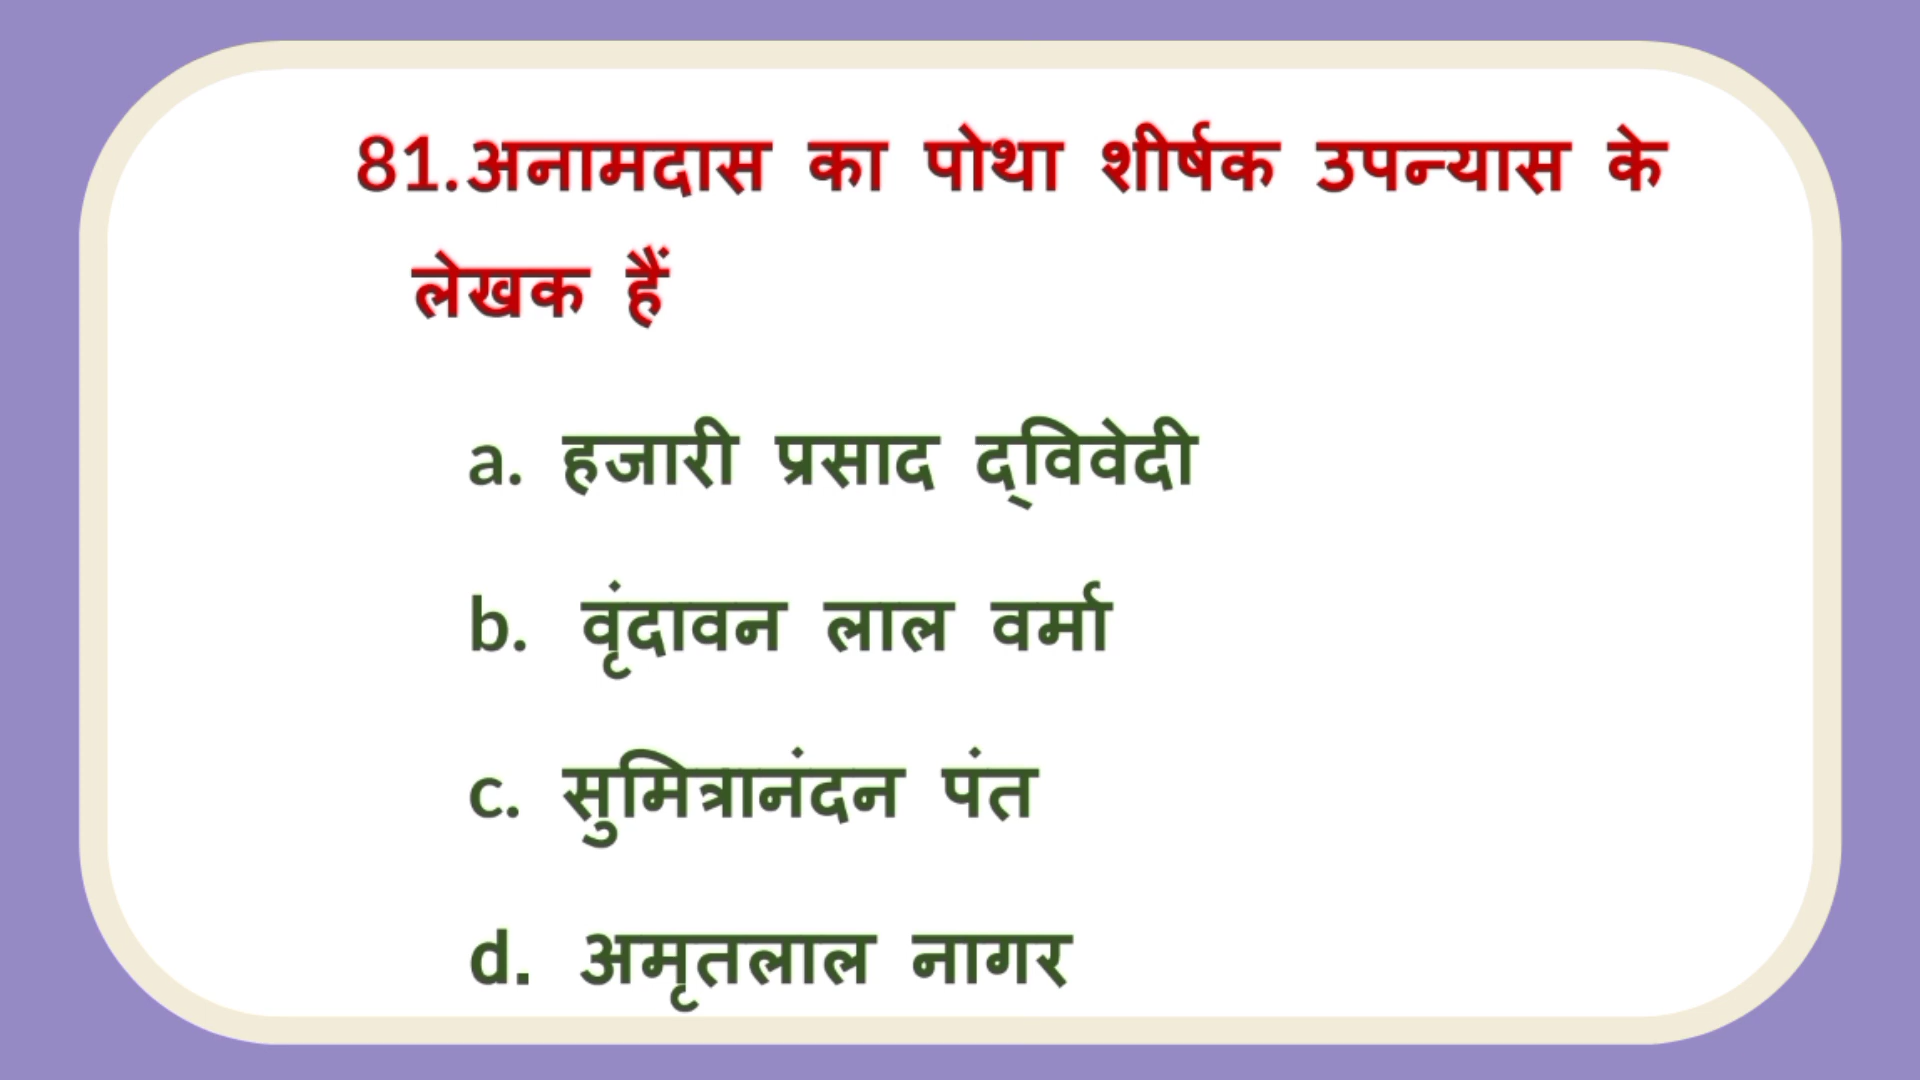 81.अनामदास का पोथा शीर्षक उपन्यास के
लेखक हैं
a. हजारी प्रसाद द्विवेदी
b. वृंदावन लाल वर्मा
c. सुमित्रानंदन पंत
d. अमृतलाल नागर